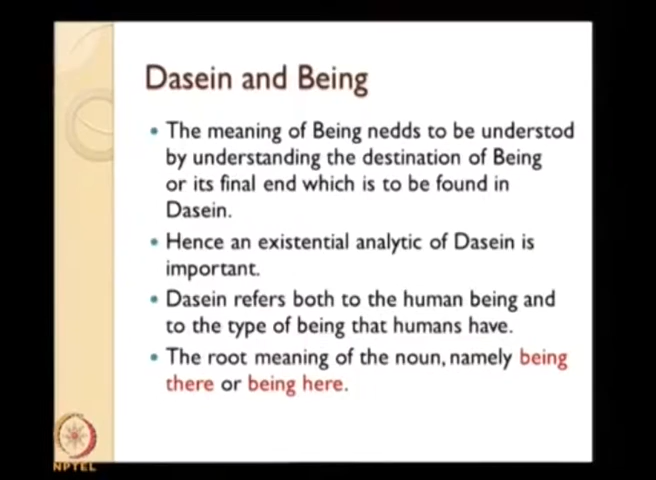 Dasein and Being
• The meaning of Being nedds to be understod
by understanding the destination of Being
or its final end which is to be found in
Dasein.
• Hence an existential analytic of Dasein is
important.
• Dasein refers both to the human being and
to the type of being that humans have.
• The root meaning of the noun, namely being
there or being here.
NPTEL